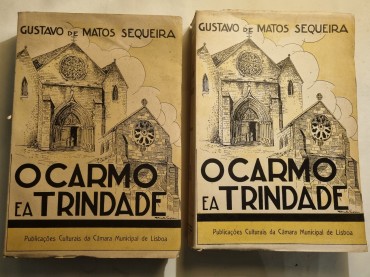 GUSTAVO DE MATOS SEQUEIRA
O CARMO
E A TRINDADE
Publicações Culturais da Câmara Municipal de Lisboa
GUSTAVO DE MATOS SEQUEIRA
O CARMO
E A TRINDADE
Publicações Culturais da Câmara Municipal de Lisboa